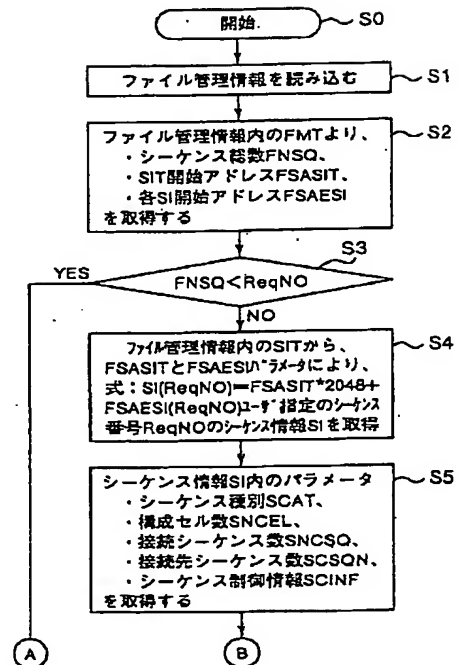 開始. S0
ファイル管理情報を読み込む S1
ファイル管理情報内のFMTより、 S2
・シーケンス総数FNSQ、
・SIT開始アドレスFSASIT、
・各SI開始アドレスFSAESI
を取得する
S3
YES FNSQ<ReqNO
NO
ファイル管理情報内のSITから、 S4
FSASITとFSAESIパラメータにより、
式：SI(ReqNO)=FSASIT*2048+
FSAESI(ReqNO)ユーザ指定のシーケンス
番号ReqNOのシーケンス情報SIを取得
シーケンス情報SI内のパラメータ S5
・シーケンス種別SCAT、
・構成セル数SNCEL、
・接続シーケンス数SNCSQ、
・接続先シーケンス数SCSQN、
・シーケンス制御情報SCINF
を取得する
A B